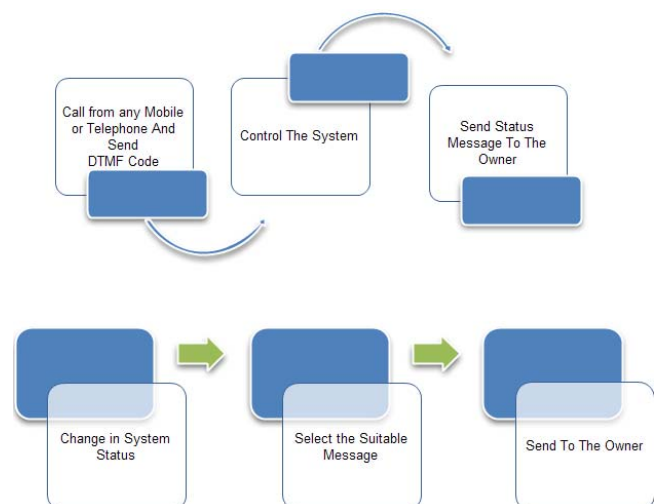 Call from any Mobile
or Telephone And
Send
DTMF Code
Control The System
Send Status
Message To The
Owner
Change in System
Status
Select the Suitable
Message
Send To The Owner